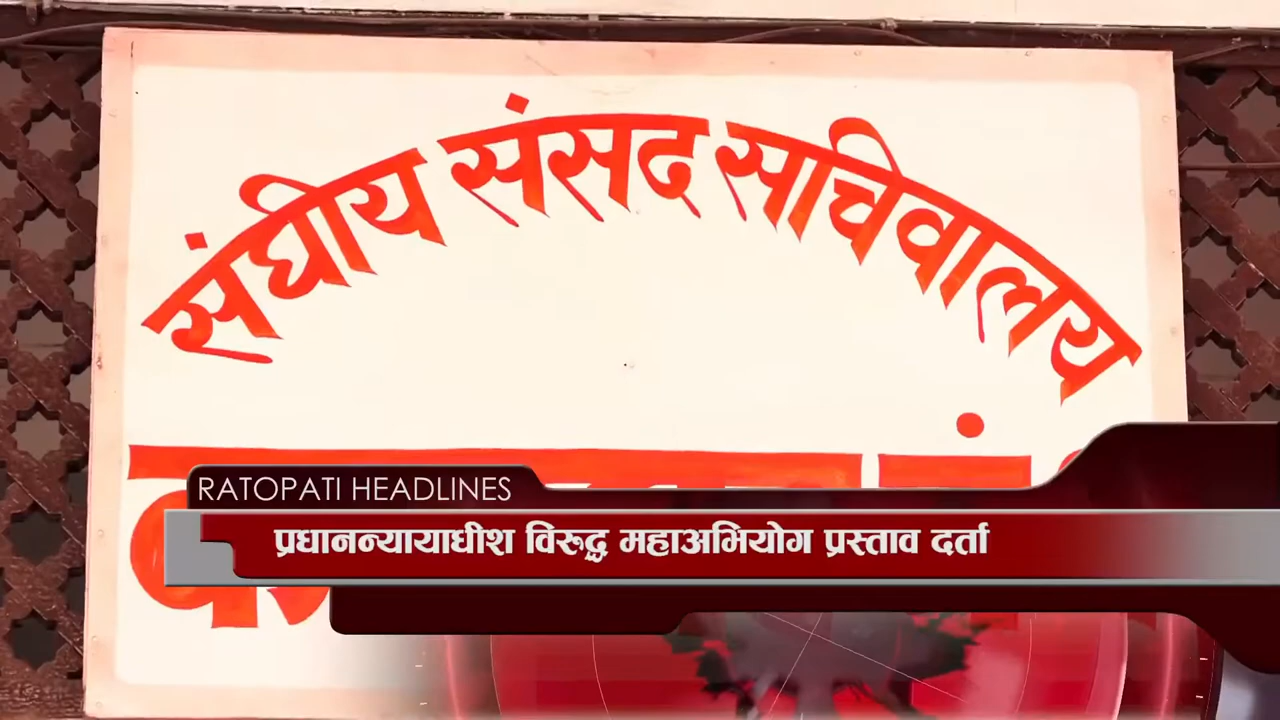 संघीय संसद सचिवालय
RATOPATI HEADLINES
प्रधानन्यायाधीश विरुद्ध महाअभियोग प्रस्ताव दर्ता